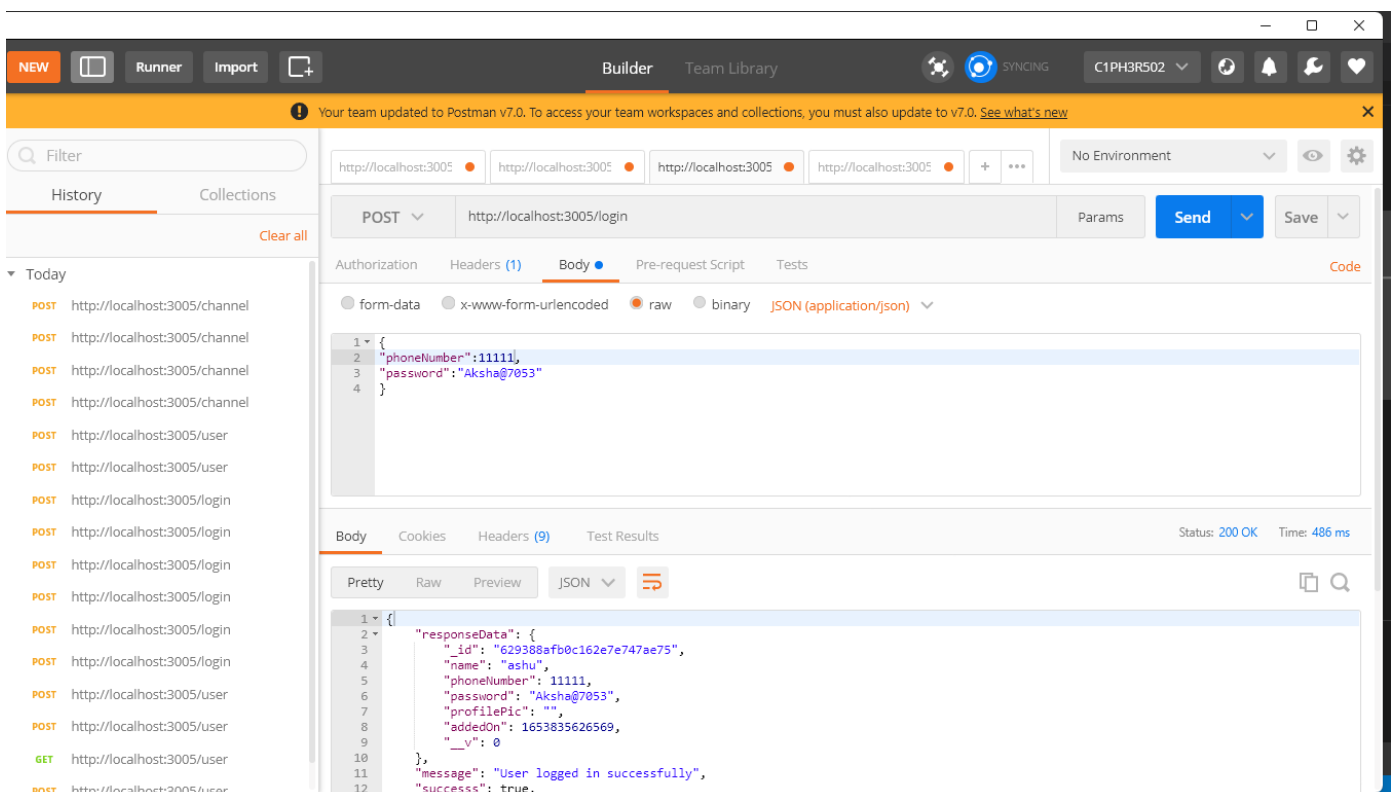 NEW Runner Import Builder Team Library SYNCING C1PH3R502
Your team updated to Postman v7.0. To access your team workspaces and collections, you must also update to v7.0. See what's new
Filter
History Collections
Clear all
Today
POST http://localhost:3005/channel
POST http://localhost:3005/channel
POST http://localhost:3005/channel
POST http://localhost:3005/channel
POST http://localhost:3005/user
POST http://localhost:3005/user
POST http://localhost:3005/login
POST http://localhost:3005/login
POST http://localhost:3005/login
POST http://localhost:3005/login
POST http://localhost:3005/login
POST http://localhost:3005/login
POST http://localhost:3005/user
POST http://localhost:3005/user
GET http://localhost:3005/user
POST http://localhost:3005/user
http://localhost:3005 http://localhost:3005 http://localhost:3005 http://localhost:3005 + No Environment
POST http://localhost:3005/login Params Send Save
Authorization Headers (1) Body Pre-request Script Tests Code
form-data x-www-form-urlencoded raw binary JSON (application/json)
1 {
2 "phoneNumber":11111,
3 "password":"Aksha@7053"
4 }
Body Cookies Headers (9) Test Results Status: 200 OK Time: 486 ms
Pretty Raw Preview JSON
1 {
2 "responseData": {
3 "_id": "629388afb0c162e7e747ae75",
4 "name": "ashu",
5 "phoneNumber": 11111,
6 "password": "Aksha@7053",
7 "profilePic": "",
8 "addedOn": 1653835626569,
9 "__v": 0
10 },
11 "message": "User logged in successfully",
12 "successs": true,